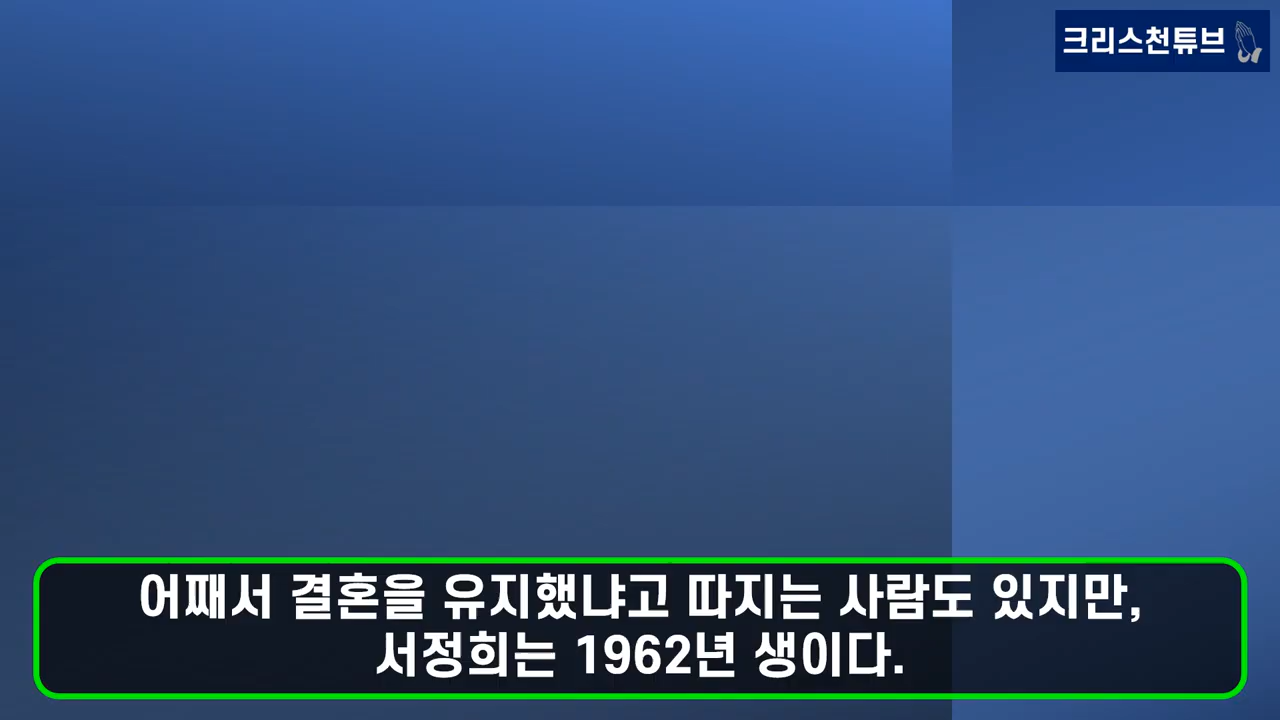 크리스천튜브
어째서 결혼을 유지했냐고 따지는 사람도 있지만,
서정희는 1962년 생이다.